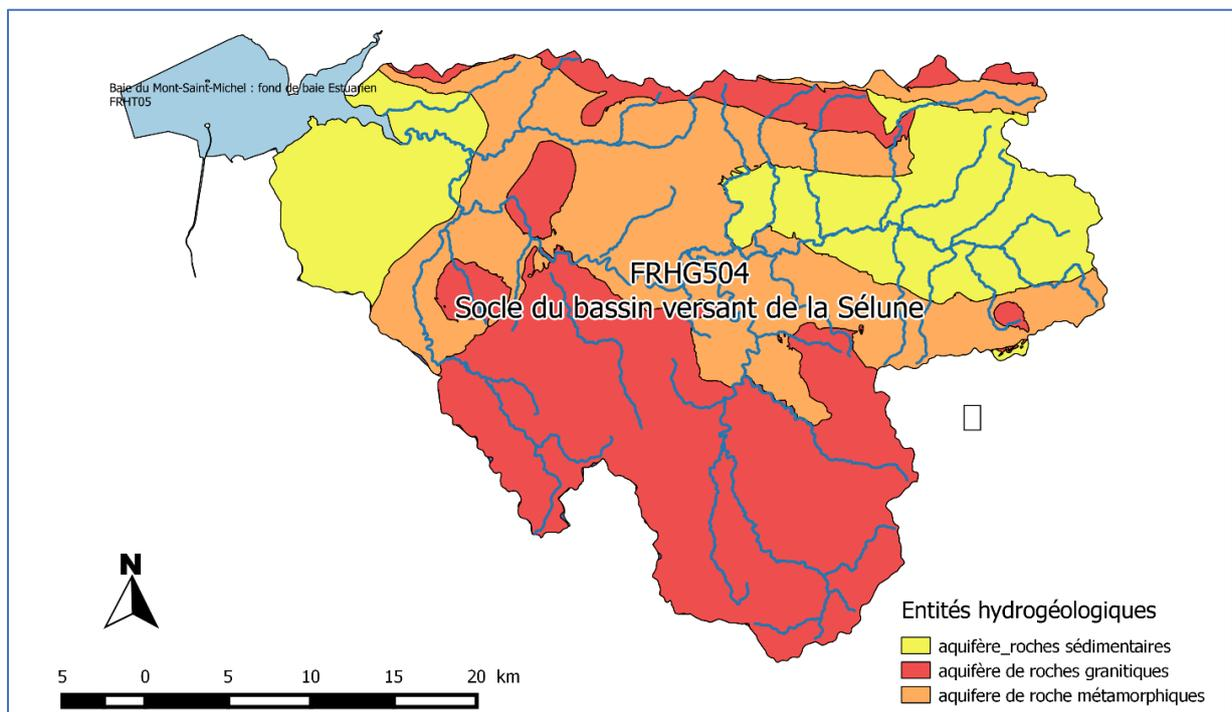 Baie du Mont-Saint-Michel : fond de baie Estuarien
FRHT05
FRHG504
Socle du bassin versant de la Sélune
N
5 0 5 10 15 20 km
Entités hydrogéologiques
aquifère_roches sédimentaires
aquifère de roches granitiques
aquifere de roche métamorphiques